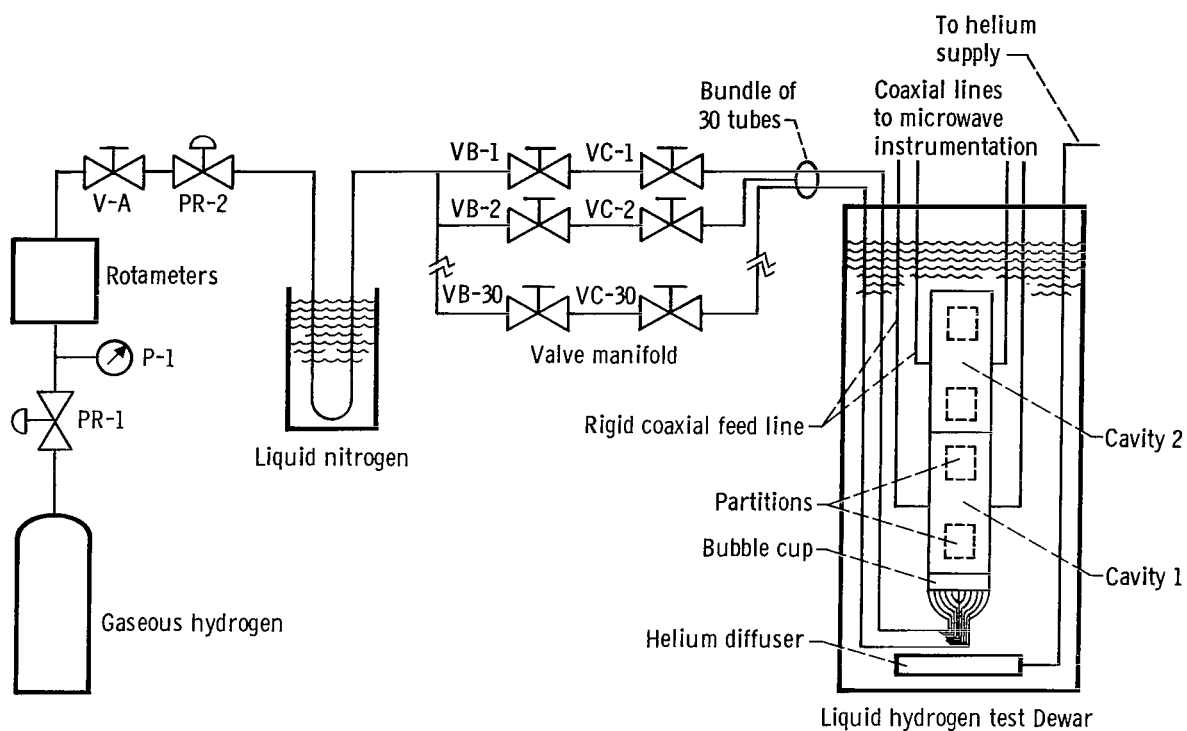 To helium
supply
Coaxial lines
to microwave
instrumentation
Bundle of
30 tubes
VB-1
VC-1
V-A
PR-2
VB-2
VC-2
Rotameters
VB-30
VC-30
P-1
Valve manifold
PR-1
Rigid coaxial feed line
Cavity 2
Liquid nitrogen
Partitions
Bubble cup
Cavity 1
Gaseous hydrogen
Helium diffuser
Liquid hydrogen test Dewar